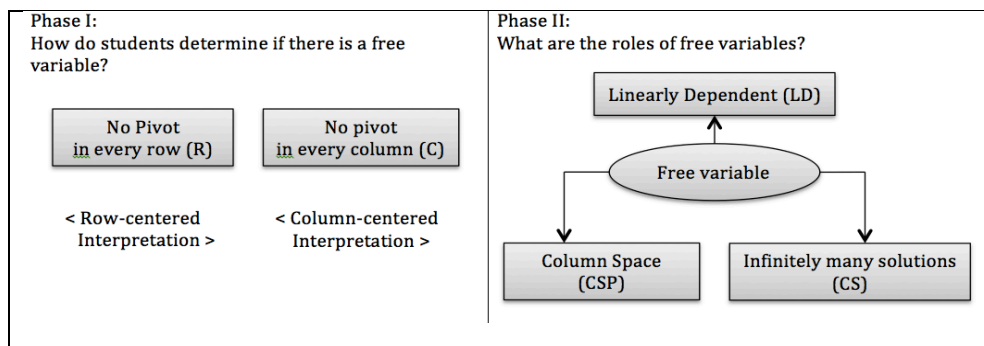 Phase I:
How do students determine if there is a free
variable?
No Pivot
in every row (R)
No pivot
in every column (C)
< Row-centered
Interpretation >
< Column-centered
Interpretation >
Phase II:
What are the roles of free variables?
Linearly Dependent (LD)
Free variable
Column Space
(CSP)
Infinitely many solutions
(CS)